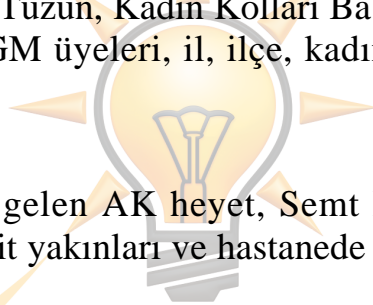 Tüzün, Kadın Kolları Ba
GM üyeleri, il, ilçe, kadı
gelen AK heyet, Semt
it yakınları ve hastanede